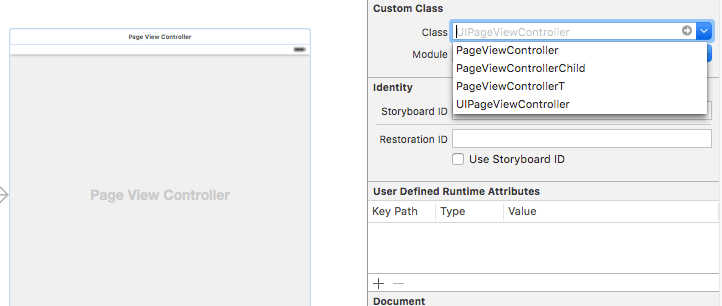 Page View Controller
Page View Controller
Custom Class
Class UIPageViewController
Module
PageViewController
PageViewControllerChild
PageViewControllerT
UIPageViewController
Identity
Storyboard ID
Restoration ID
Use Storyboard ID
User Defined Runtime Attributes
Key Path Type Value
Document